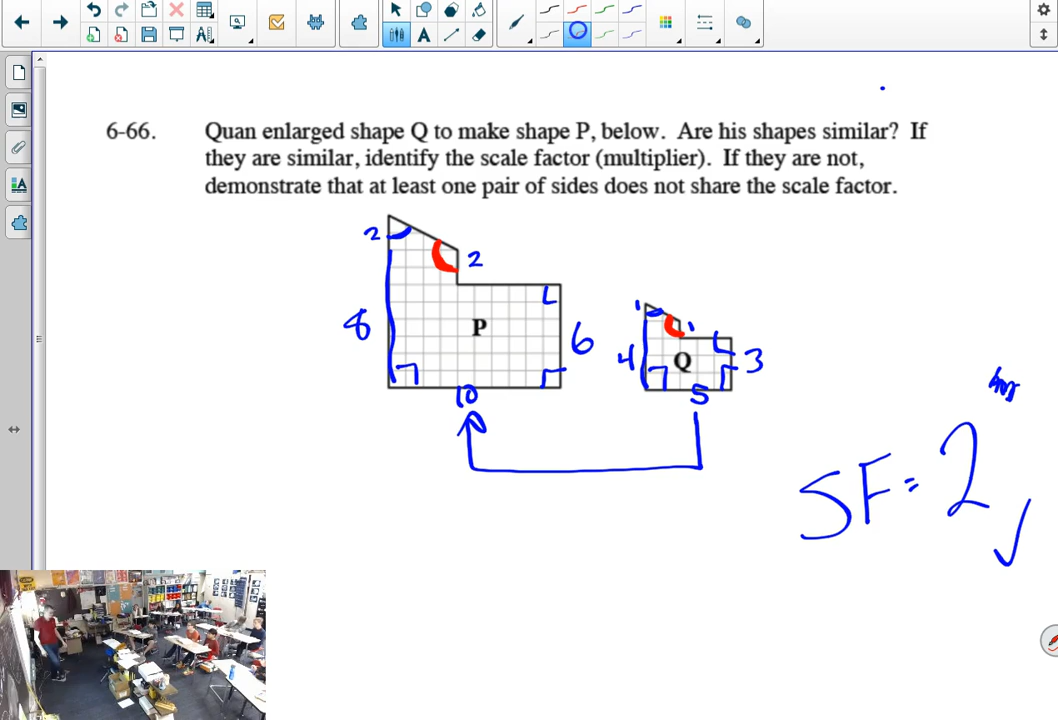 6-66. Quan enlarged shape Q to make shape P, below. Are his shapes similar? If
they are similar, identify the scale factor (multiplier). If they are not,
demonstrate that at least one pair of sides does not share the scale factor.
2
2
8
P
6
10
1
1
4
Q
3
5
SF = 2